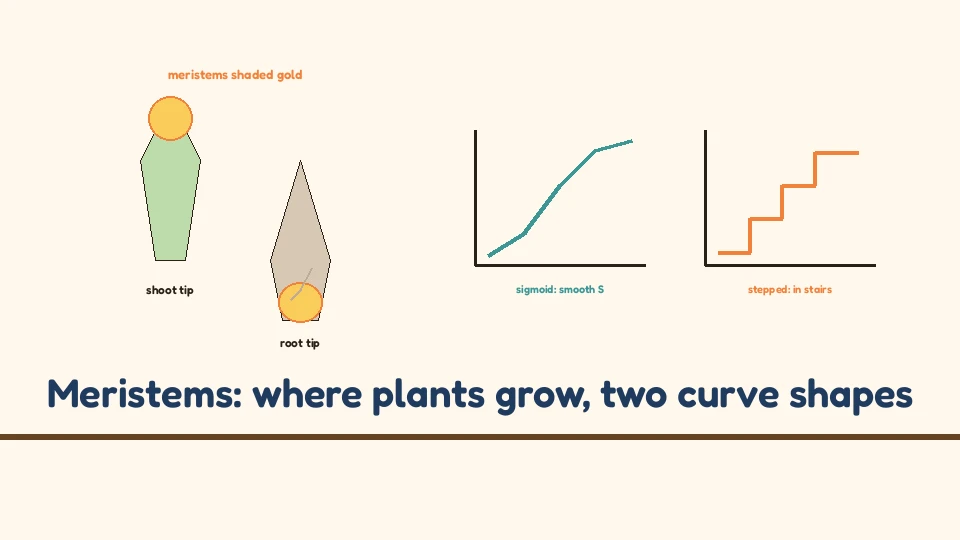 meristems shaded gold
shoot tip
root tip
sigmoid: smooth S
stepped: in stairs
Meristems: where plants grow, two curve shapes